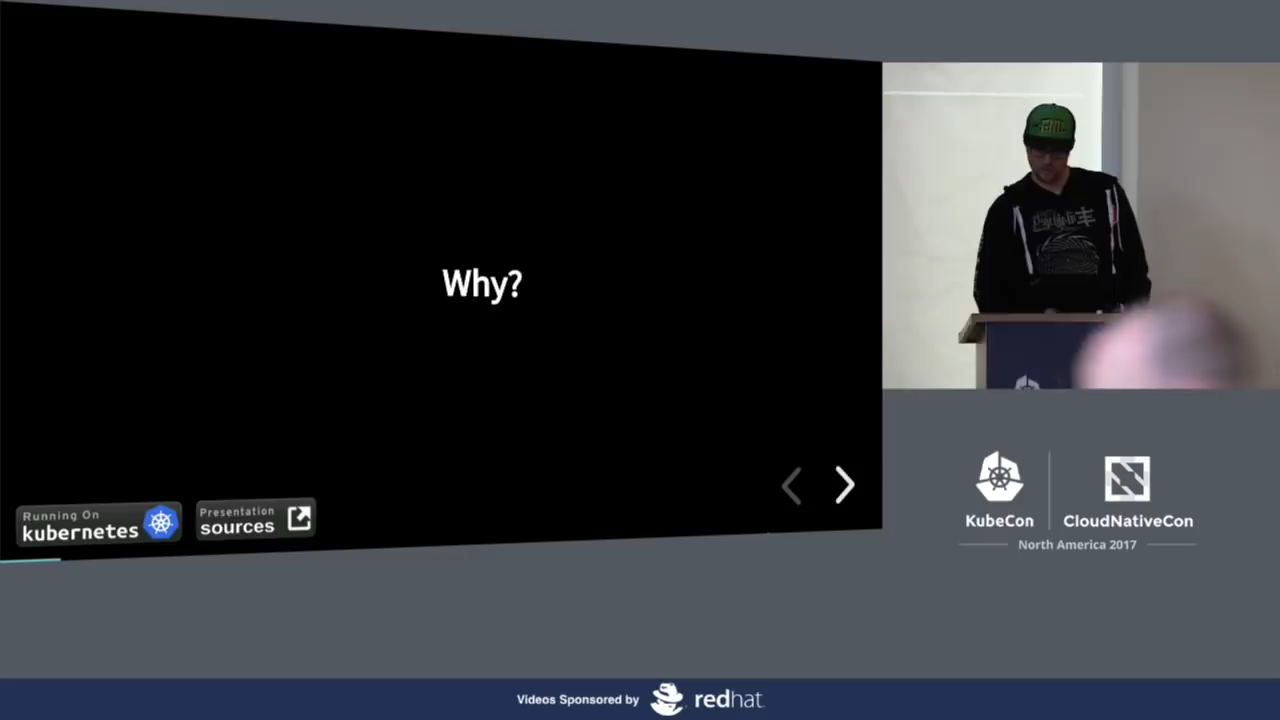 Why?
Running On
kubernetes
Presentation
sources
KubeCon
CloudNativeCon
North America 2017
Videos Sponsored by
redhat